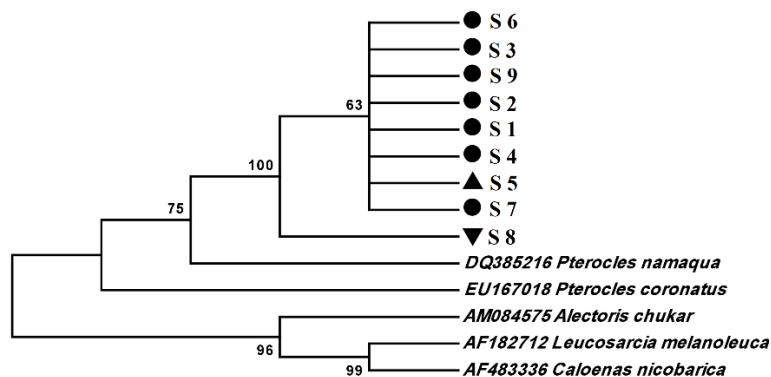 S 6
S 3
S 9
S 2
63
S 1
S 4
100
S 5
75
S 7
S 8
DQ385216 Pterocles namaqua
EU167018 Pterocles coronatus
AM084575 Alectoris chukar
96
AF182712 Leucosarcia melanoleuca
99
AF483336 Caloenas nicobarica